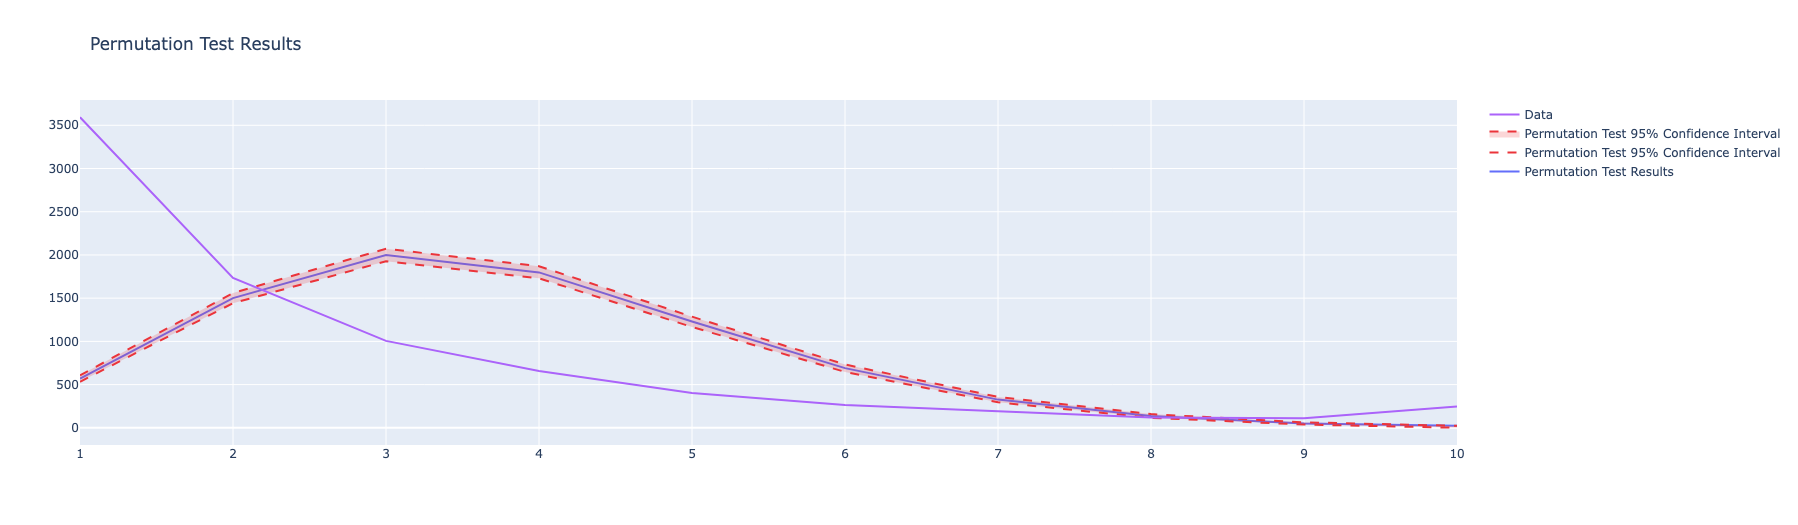 Permutation Test Results
3500
3000
2500
2000
1500
1000
500
0
1 2 3 4 5 6 7 8 9 10
Data
Permutation Test 95% Confidence Interval
Permutation Test 95% Confidence Interval
Permutation Test Results